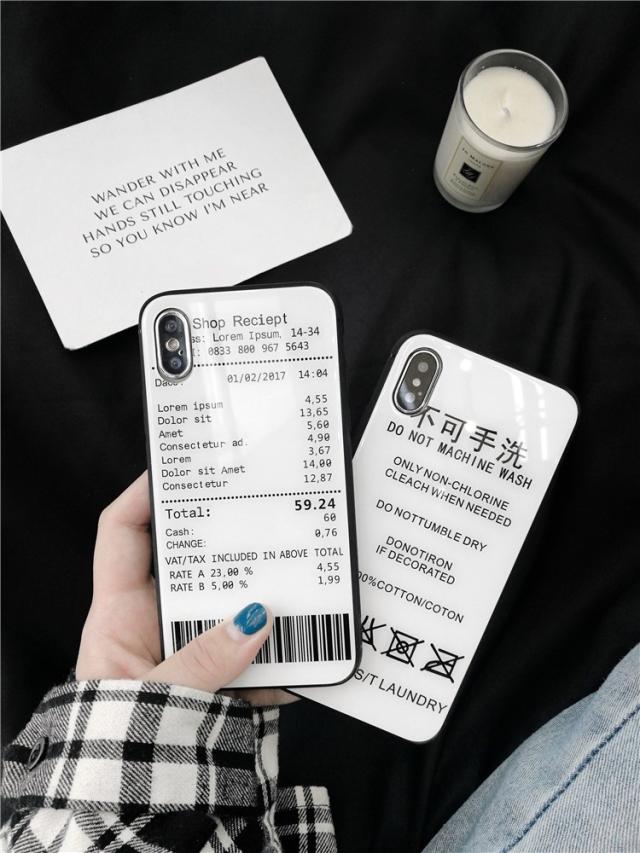 WANDER WITH ME
WE CAN DISAPPEAR
HANDS STILL TOUCHING
SO YOU KNOW I'M NEAR
Shop Reciept
ss: Lorem Ipsum, 14-34
: 0833 800 967 5643
01/02/2017 14:04
Lorem ipsum 4,55
Dolor sit 13,65
Amet 5,60
Consectetur ad. 4,90
Lorem 3,67
Dolor sit Amet 14,00
Consectetur 12,87
Total: 59.24
60
Cash: 0,76
CHANGE:
VAT/TAX INCLUDED IN ABOVE TOTAL
RATE A 23,00 % 4,55
RATE B 5,00 % 1,99
不可手洗
DO NOT MACHINE WASH
ONLY NON-CHLORINE
CLEACH WHEN NEEDED
DO NOTTUMBLE DRY
DONOTIRON
IF DECORATED
00%COTTON/COTON
S/T LAUNDRY
Jo MALONE